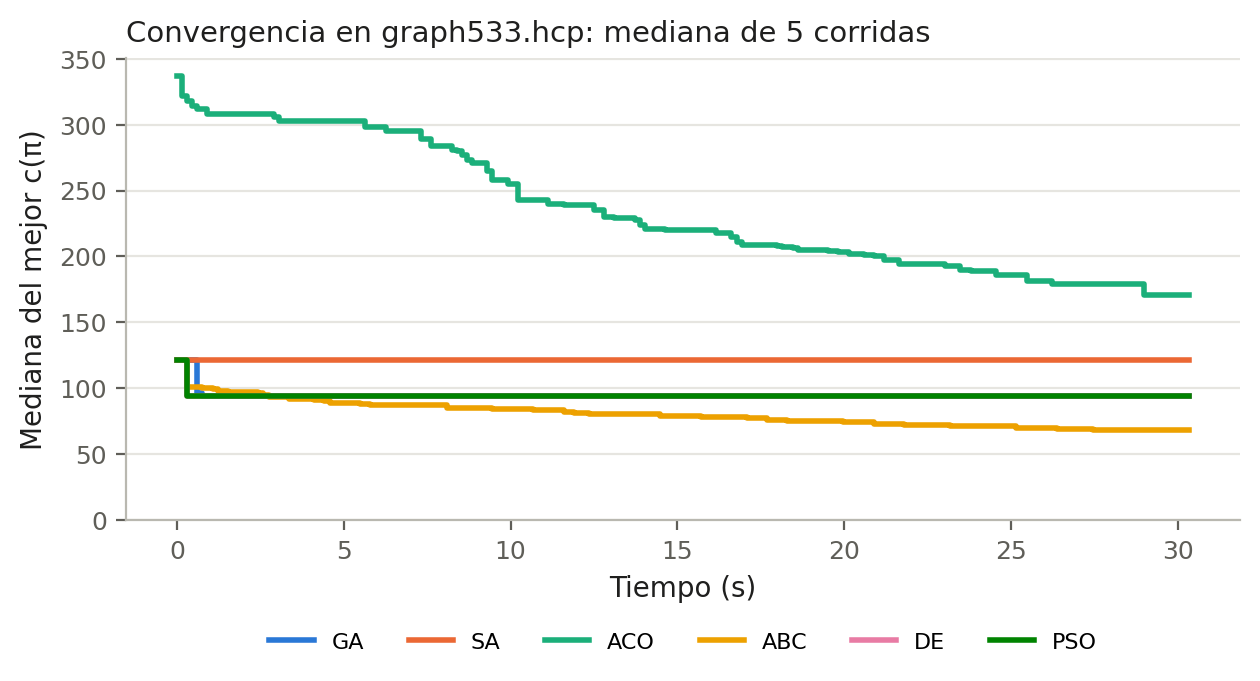 Convergencia en graph533.hcp: mediana de 5 corridas
Mediana del mejor c(π)
350
300
250
200
150
100
50
0
0 5 10 15 20 25 30
Tiempo (s)
GA SA ACO ABC DE PSO